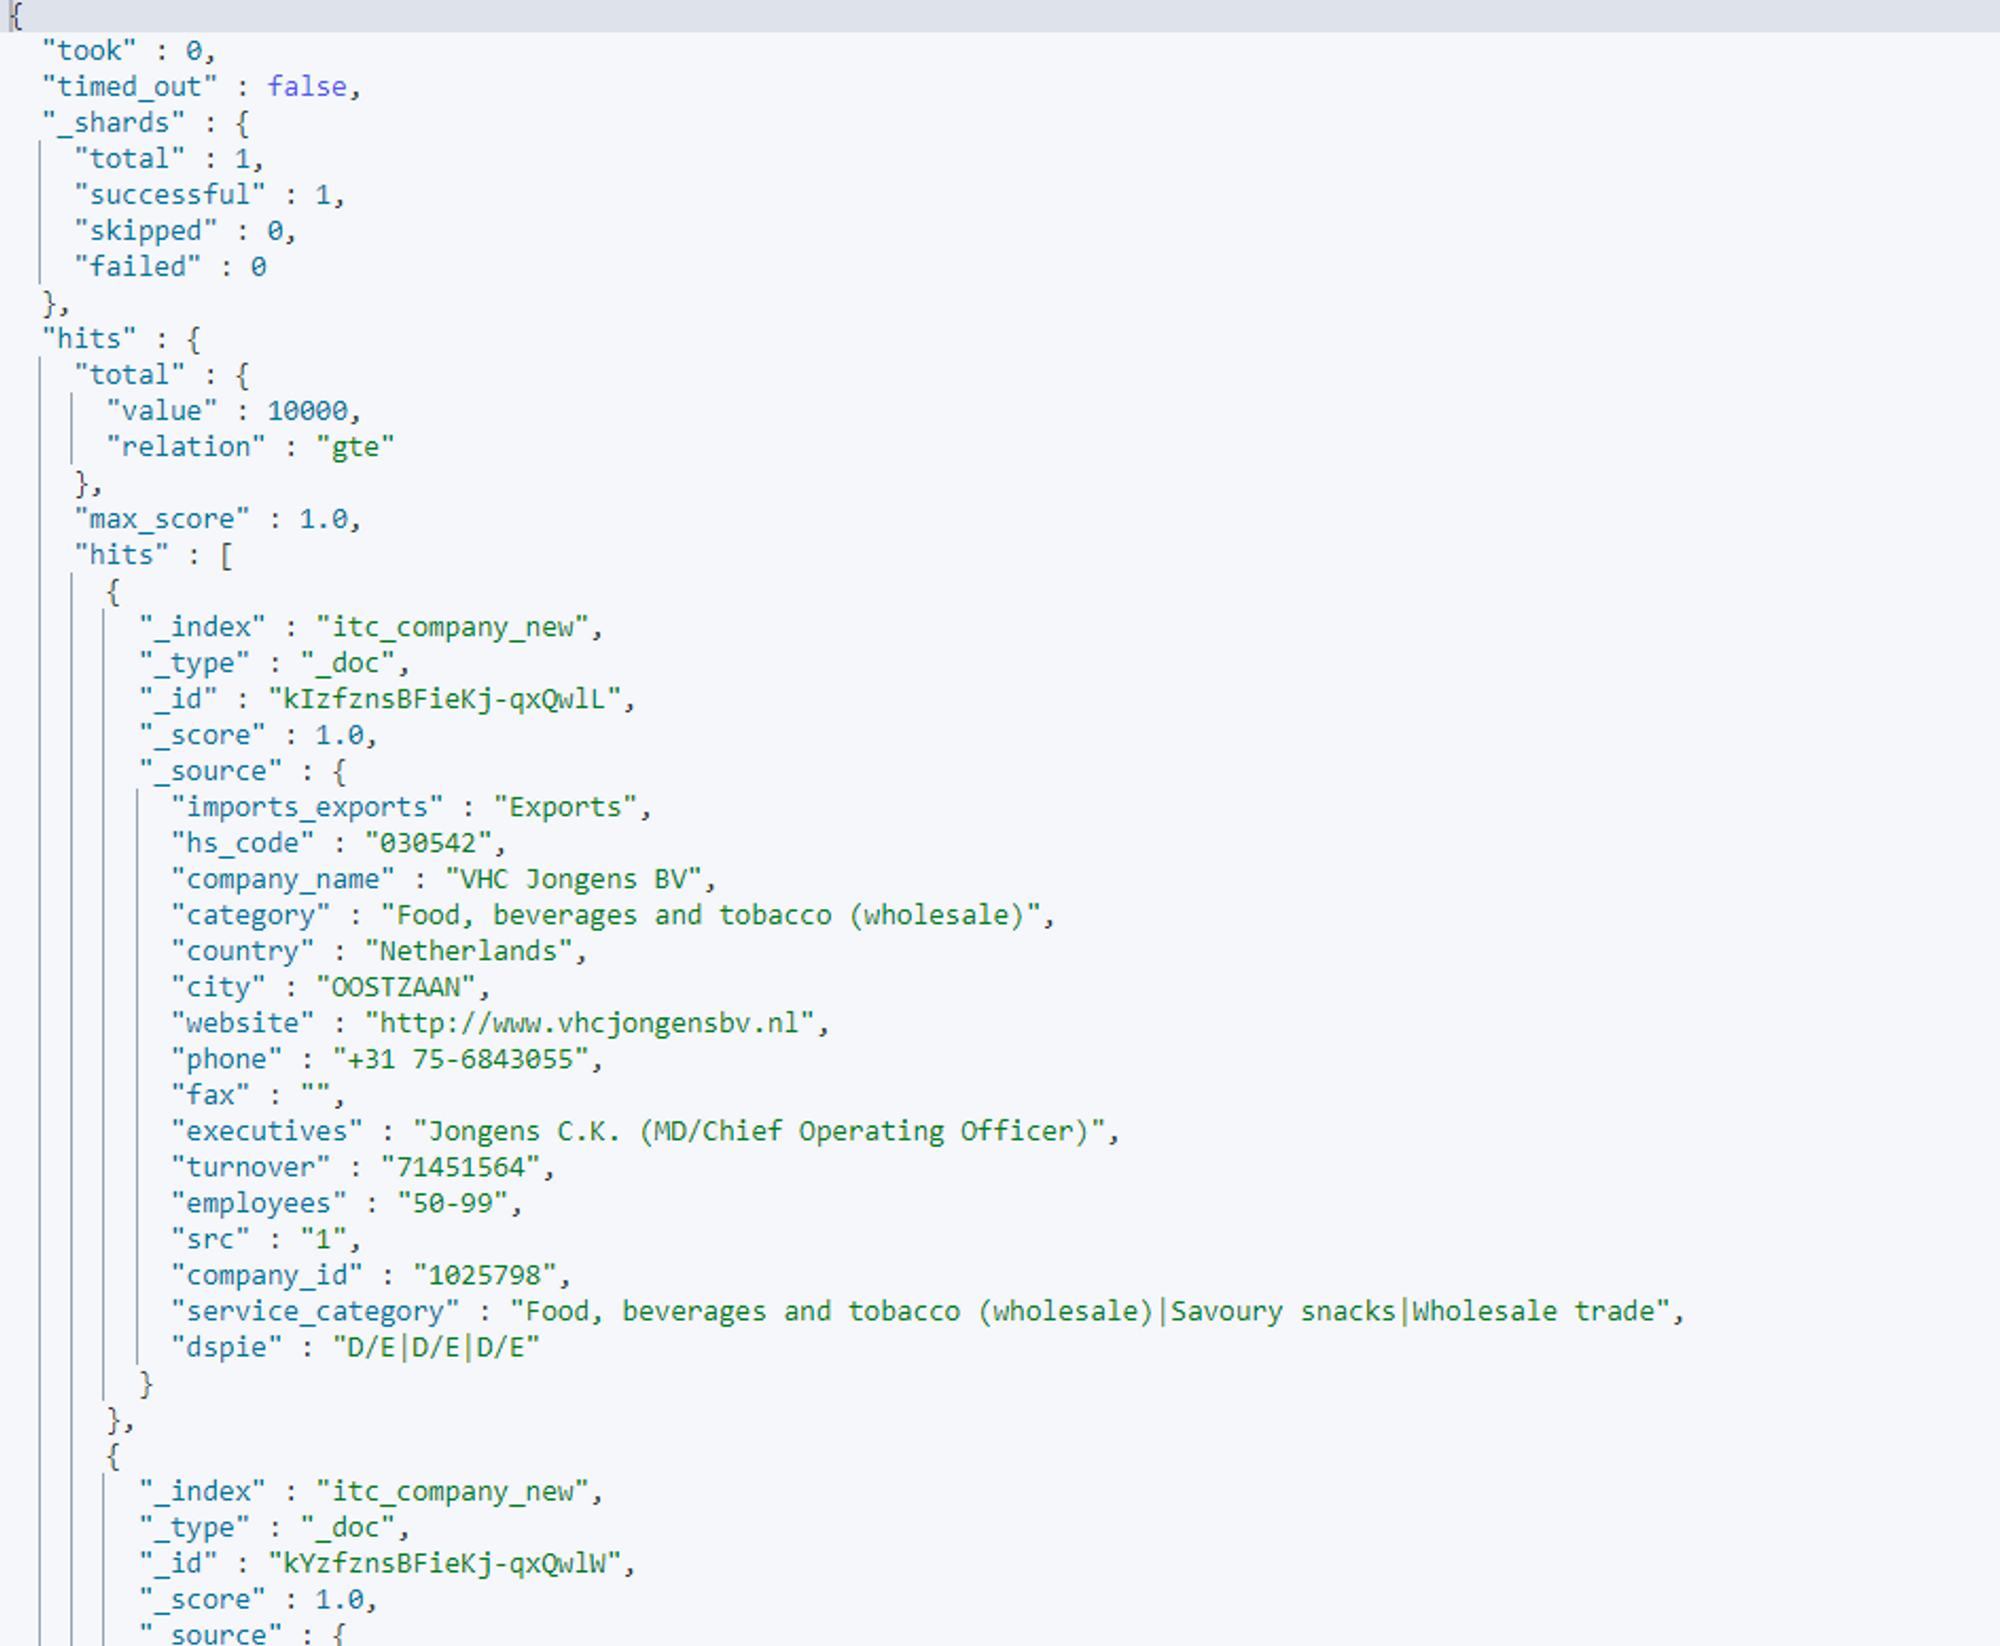 {
"took" : 0,
"timed_out" : false,
"_shards" : {
"total" : 1,
"successful" : 1,
"skipped" : 0,
"failed" : 0
},
"hits" : {
"total" : {
"value" : 10000,
"relation" : "gte"
},
"max_score" : 1.0,
"hits" : [
{
"_index" : "itc_company_new",
"_type" : "_doc",
"_id" : "kIzfznsBFieKj-qxQwlL",
"_score" : 1.0,
"_source" : {
"imports_exports" : "Exports",
"hs_code" : "030542",
"company_name" : "VHC Jongens BV",
"category" : "Food, beverages and tobacco (wholesale)",
"country" : "Netherlands",
"city" : "OOSTZAAN",
"website" : "http://www.vhcjongensbv.nl",
"phone" : "+31 75-6843055",
"fax" : "",
"executives" : "Jongens C.K. (MD/Chief Operating Officer)",
"turnover" : "71451564",
"employees" : "50-99",
"src" : "1",
"company_id" : "1025798",
"service_category" : "Food, beverages and tobacco (wholesale)|Savoury snacks|Wholesale trade",
"dspie" : "D/E|D/E|D/E"
}
},
{
"_index" : "itc_company_new",
"_type" : "_doc",
"_id" : "kYzfznsBFieKj-qxQwlW",
"_score" : 1.0,
"_source" : {